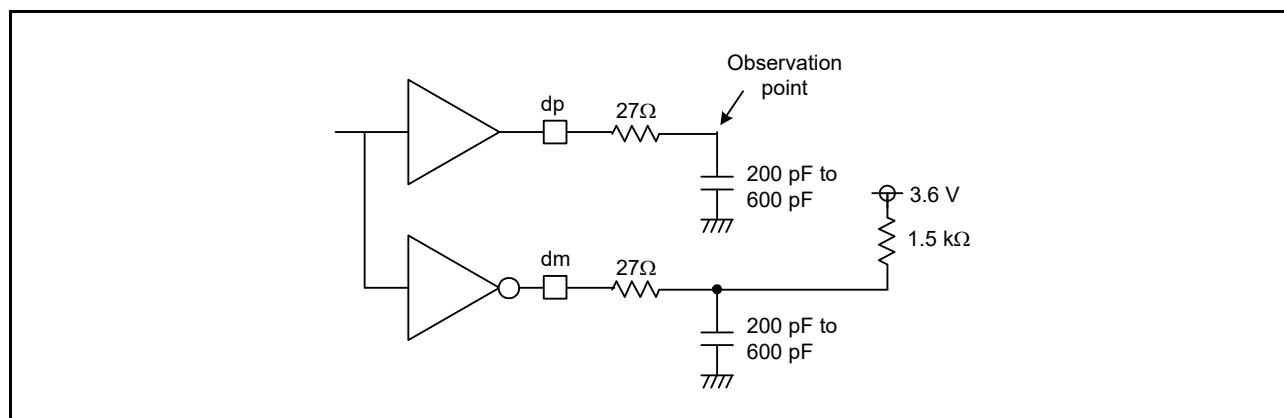 Observation
point
dp
27Ω
200 pF to
600 pF
3.6 V
1.5 kΩ
dm
27Ω
200 pF to
600 pF